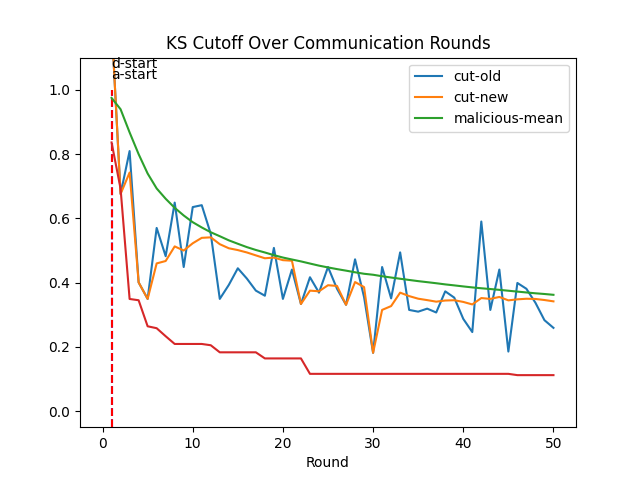 KS Cutoff Over Communication Rounds
d-start
a-start
cut-old
cut-new
malicious-mean
1.0
0.8
0.6
0.4
0.2
0.0
0 10 20 30 40 50
Round